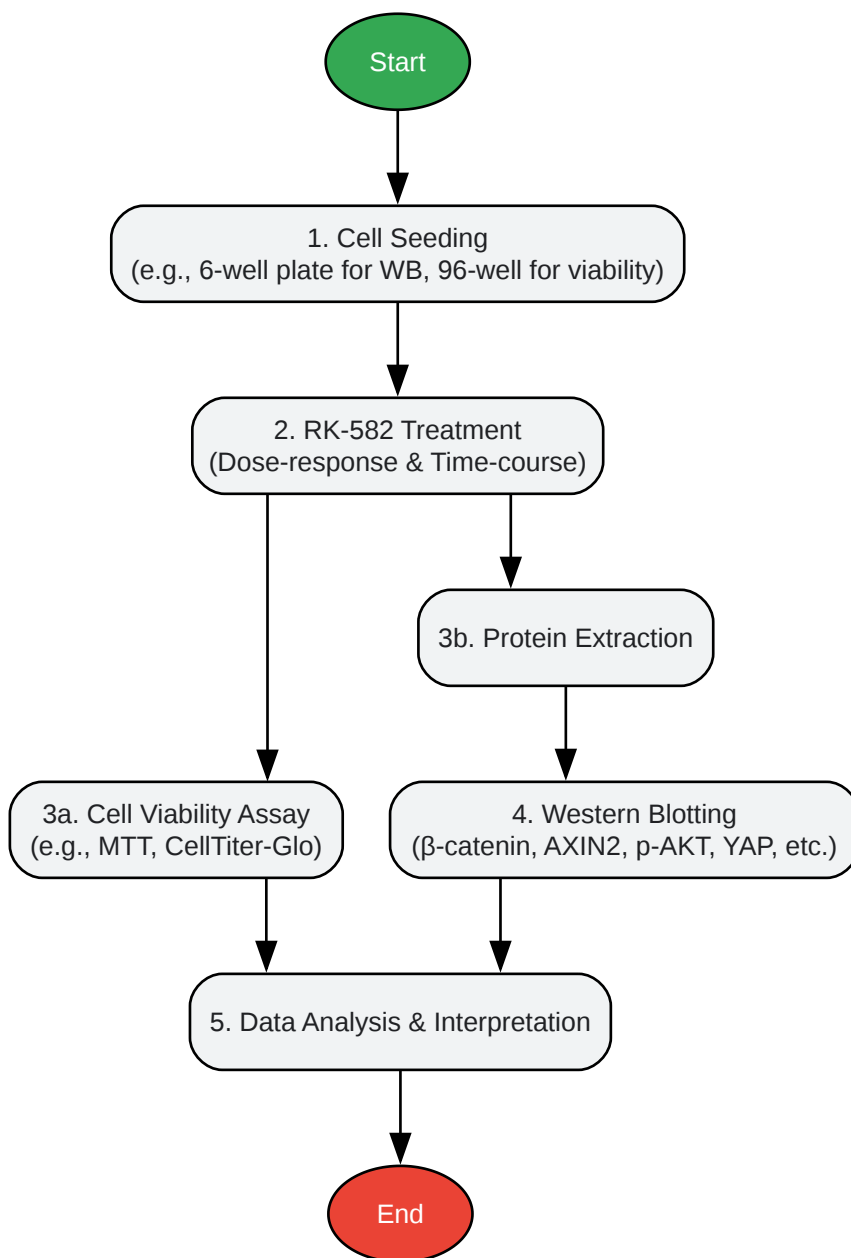 Start
1. Cell Seeding
(e.g., 6-well plate for WB, 96-well for viability)
2. RK-582 Treatment
(Dose-response & Time-course)
3b. Protein Extraction
3a. Cell Viability Assay
(e.g., MTT, CellTiter-Glo)
4. Western Blotting
(β-catenin, AXIN2, p-AKT, YAP, etc.)
5. Data Analysis & Interpretation
End